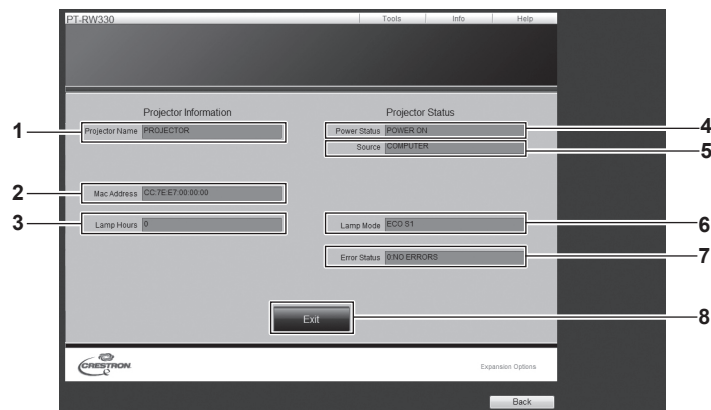 PT-RW330 Tools Info Help
Projector Information Projector Status
1 Projector Name PROJECTOR Power Status POWER ON 4
Source COMPUTER 5
2 Mac Address CC:7E:E7:00:00:00
3 Lamp Hours 0 Lamp Mode ECO S1 6
Error Status 0:NO ERRORS 7
Exit 8
CRESTRON Expansion Options
Back